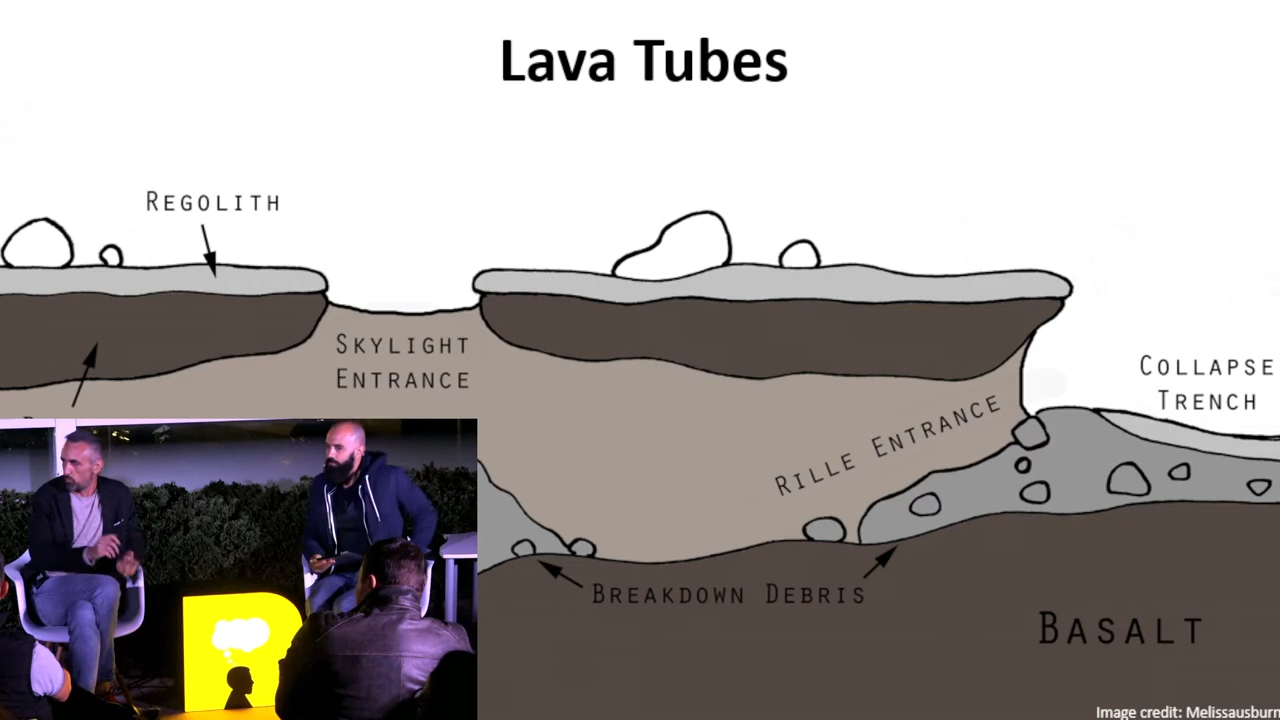 Lava Tubes
REGOLITH
SKYLIGHT
ENTRANCE
COLLAPSE
TRENCH
RILLE ENTRANCE
BREAKDOWN DEBRIS
BASALT
Image credit: Melissausburn